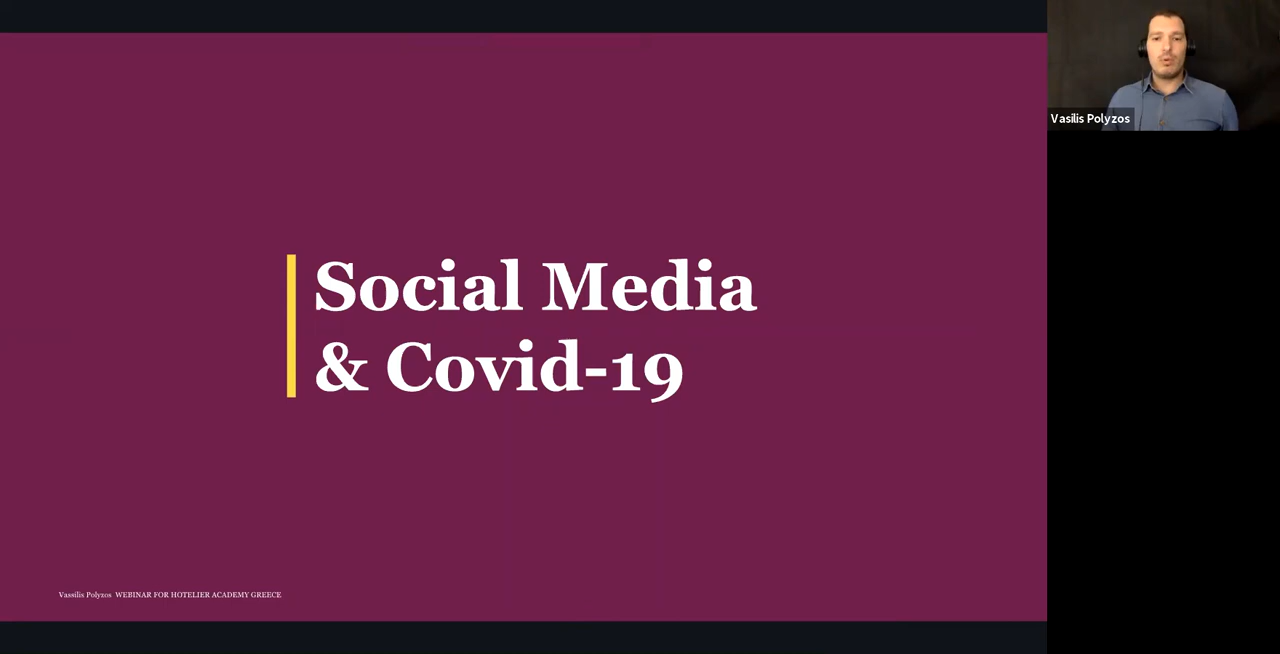 Vasilis Polyzos
Social Media
& Covid-19
Vassilis Polyzos WEBINAR FOR HOTELIER ACADEMY GREECE